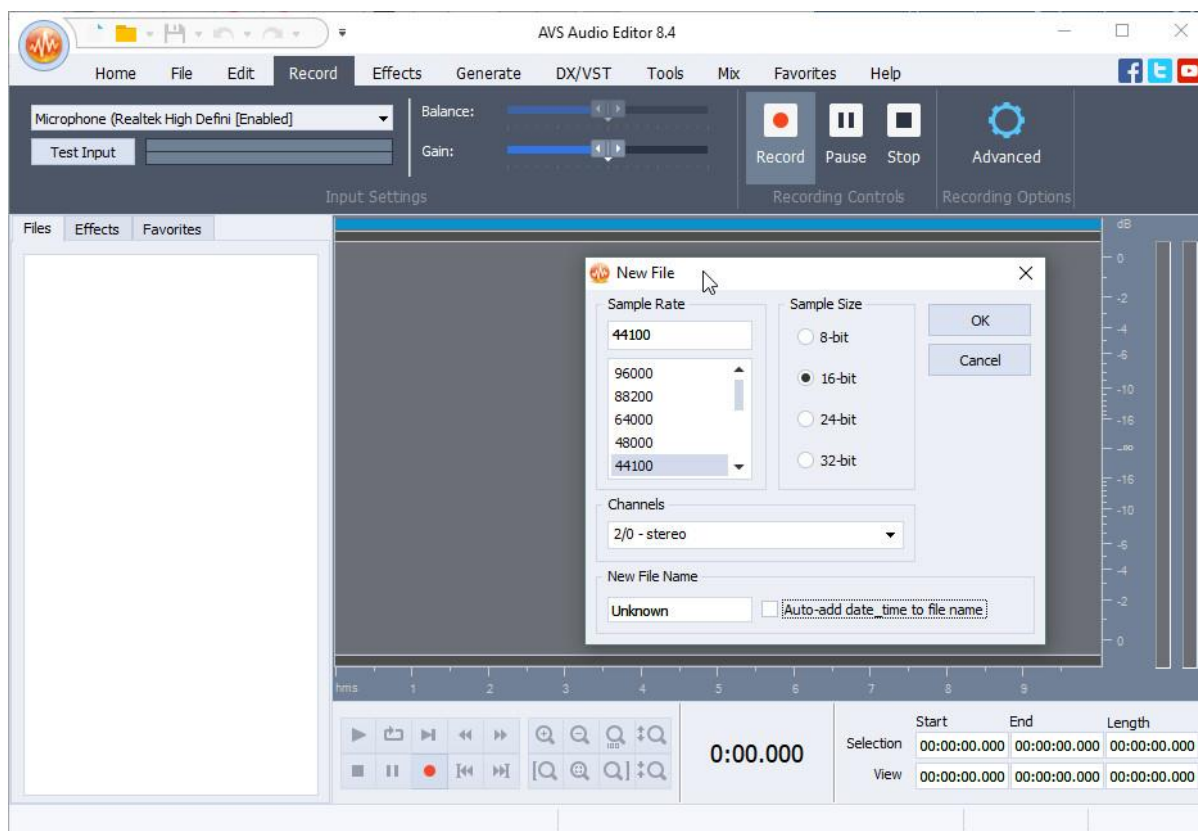 AVS Audio Editor 8.4
Home File Edit Record Effects Generate DX/VST Tools Mix Favorites Help
Microphone (Realtek High Defini [Enabled]
Test Input
Balance:
Gain:
Input Settings
Record Pause Stop
Recording Controls
Advanced
Recording Options
Files Effects Favorites
New File
Sample Rate
44100
96000
88200
64000
48000
44100
Sample Size
8-bit
16-bit
24-bit
32-bit
OK
Cancel
Channels
2/0 - stereo
New File Name
Unknown
Auto-add date_time to file name
dB
0
-2
-4
-6
-10
-16
-∞
-16
-10
-6
-4
-2
0
hms 1 2 3 4 5 6 7 8 9
100
0:00.000
Start End Length
Selection 00:00:00.000 00:00:00.000 00:00:00.000
View 00:00:00.000 00:00:00.000 00:00:00.000